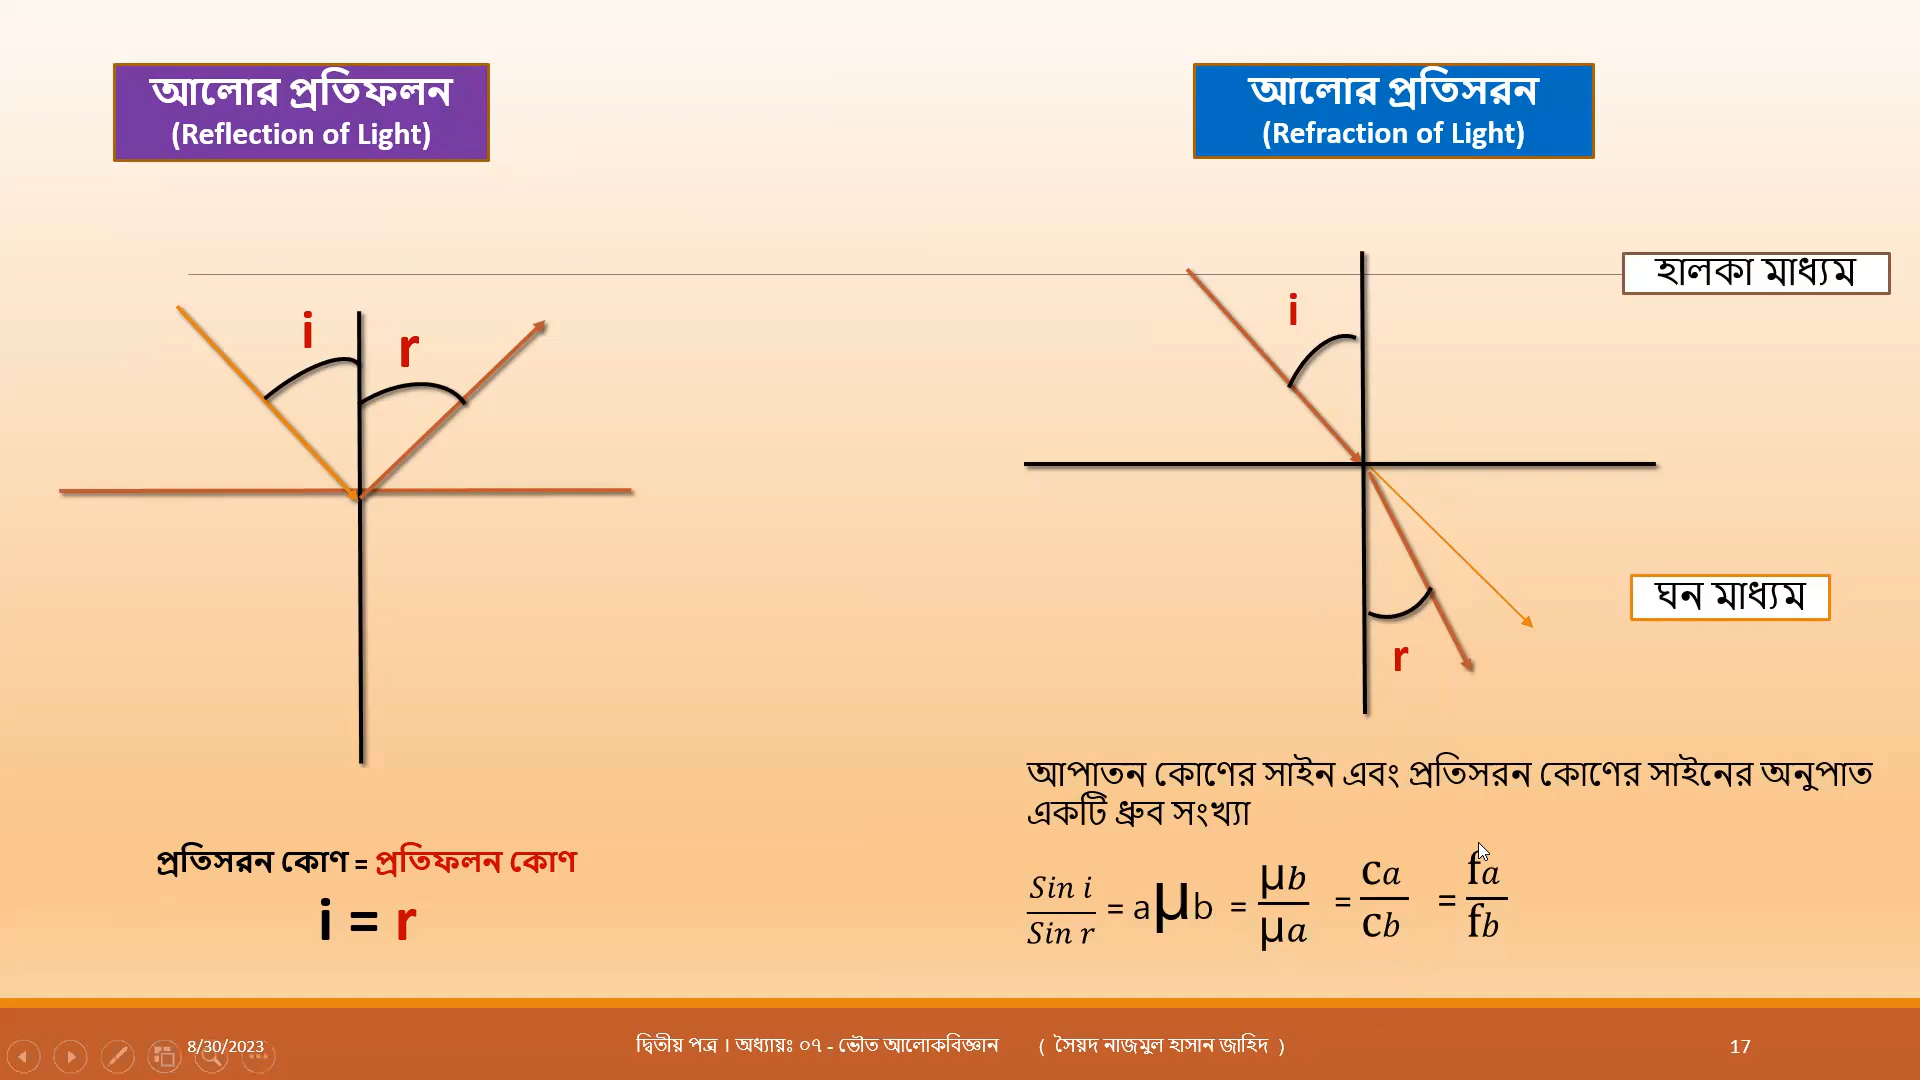 আলোর প্রতিফলন
(Reflection of Light)
আলোর প্রতিসরন
(Refraction of Light)
হালকা মাধ্যম
i
r
i
ঘন মাধ্যম
r
আপাতন কোণের সাইন এবং প্রতিসরন কোণের সাইনের অনুপাত
একটি ধ্রুব সংখ্যা
প্রতিসরন কোণ = প্রতিফলন কোণ
i = r
Sin i / Sin r = aμb = μb / μa = ca / cb = fa / fb
8/30/2023
দ্বিতীয় পত্র । অধ্যায়ঃ ০৭ - ভৌত আলোকবিজ্ঞান ( সৈয়দ নাজমুল হাসান জাহিদ )
17